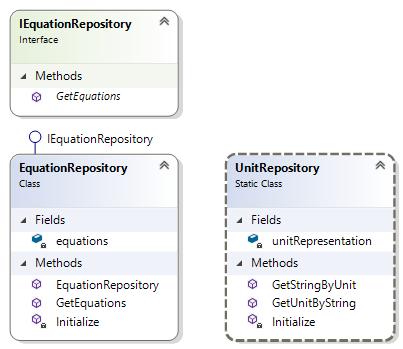 IEquationRepository
Interface
Methods
GetEquations
IEquationRepository
EquationRepository
Class
Fields
equations
Methods
EquationRepository
GetEquations
Initialize
UnitRepository
Static Class
Fields
unitRepresentation
Methods
GetStringByUnit
GetUnitByString
Initialize